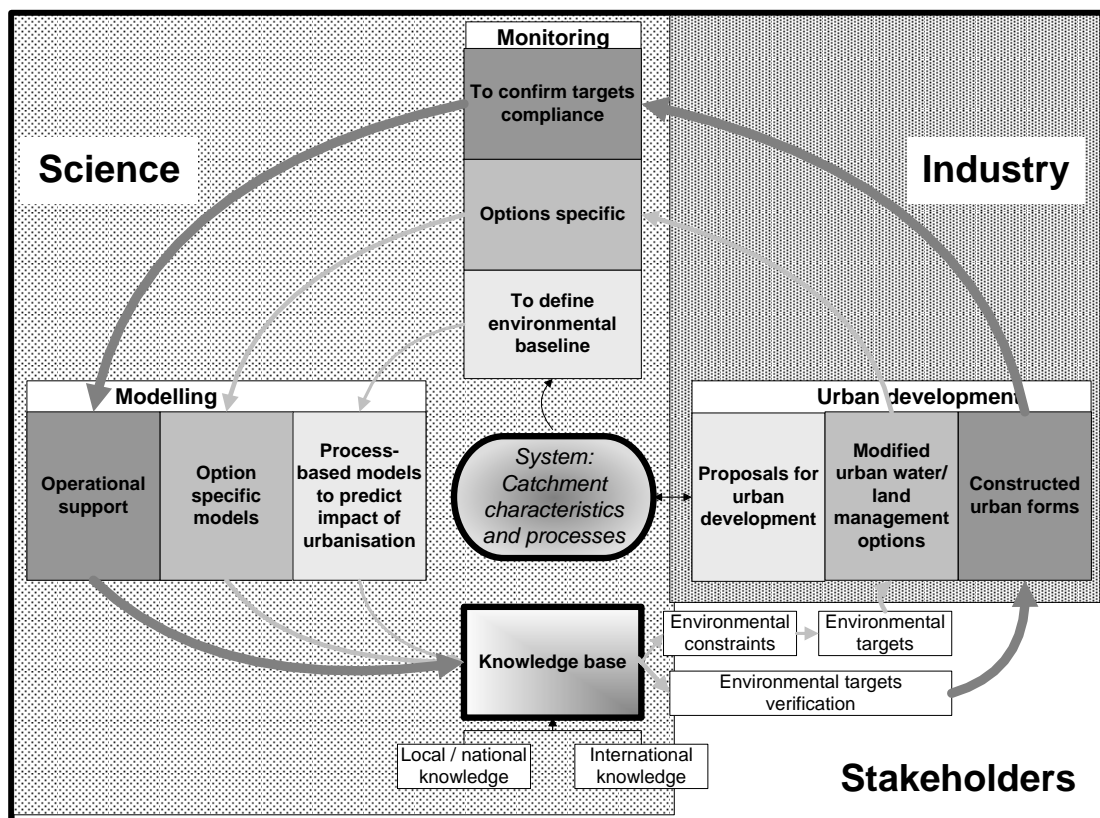 Monitoring
To confirm targets
compliance
Science
Industry
Options specific
To define
environmental
baseline
Modelling
Urban development
Operational
support
Option
specific
models
Process-
based models
to predict
impact of
urbanisation
System:
Catchment
characteristics
and processes
Proposals for
urban
development
Modified
urban water/
land
management
options
Constructed
urban forms
Knowledge base
Environmental
constraints
Environmental
targets
Environmental targets
verification
Local / national
knowledge
International
knowledge
Stakeholders